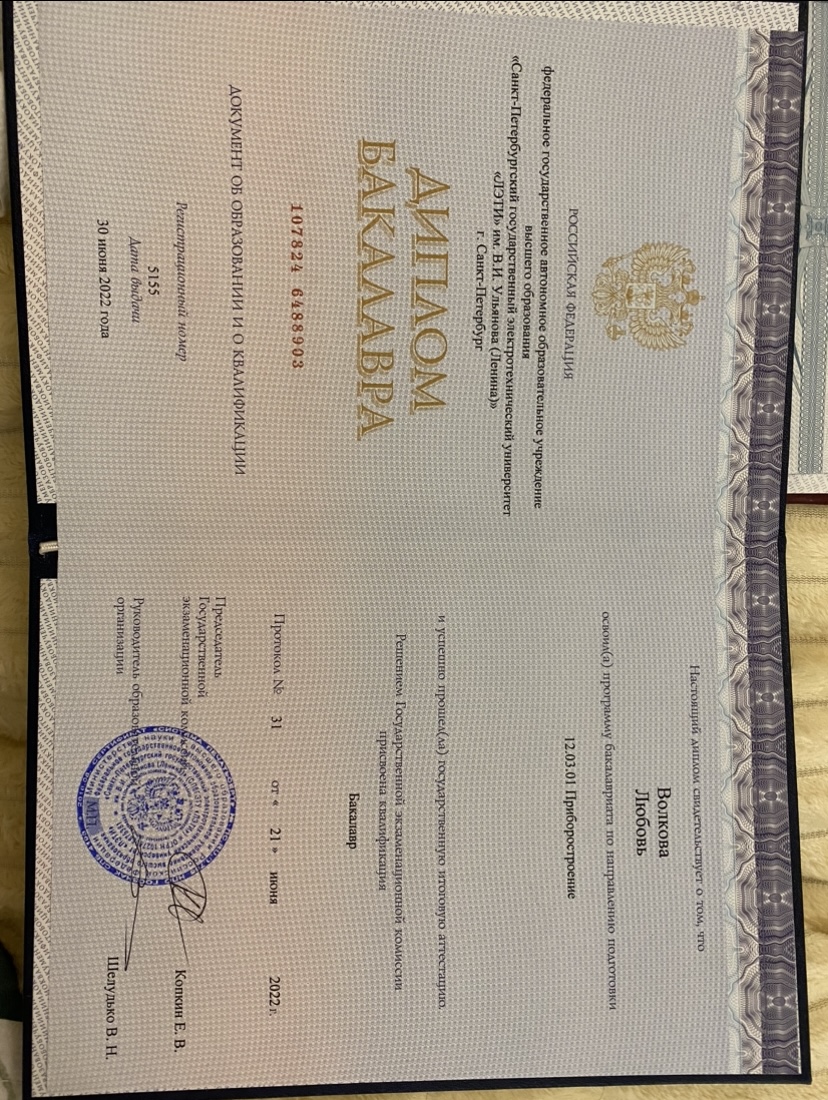 РОССИЙСКАЯ ФЕДЕРАЦИЯ
федеральное государственное автономное образовательное учреждение
высшего образования
«Санкт-Петербургский государственный электротехнический университет
«ЛЭТИ» им. В.И. Ульянова (Ленина)»
г. Санкт-Петербург
ДИПЛОМ
БАКАЛАВРА
107824 6488903
ДОКУМЕНТ ОБ ОБРАЗОВАНИИ И О КВАЛИФИКАЦИИ
Регистрационный номер
5155
Дата выдачи
30 июня 2022 года
Настоящий диплом свидетельствует о том, что
Волкова
Любовь
освоил(а) программу бакалавриата по направлению подготовки
12.03.01 Приборостроение
и успешно прошел(ла) государственную итоговую аттестацию.
Решением Государственной экзаменационной комиссии
присвоена квалификация
Бакалавр
Протокол № 31 от « 21 » июня 2022 г.
Председатель
Государственной
экзаменационной Копкин Е. В.
Руководитель
организации Шелудько В. Н.
МП